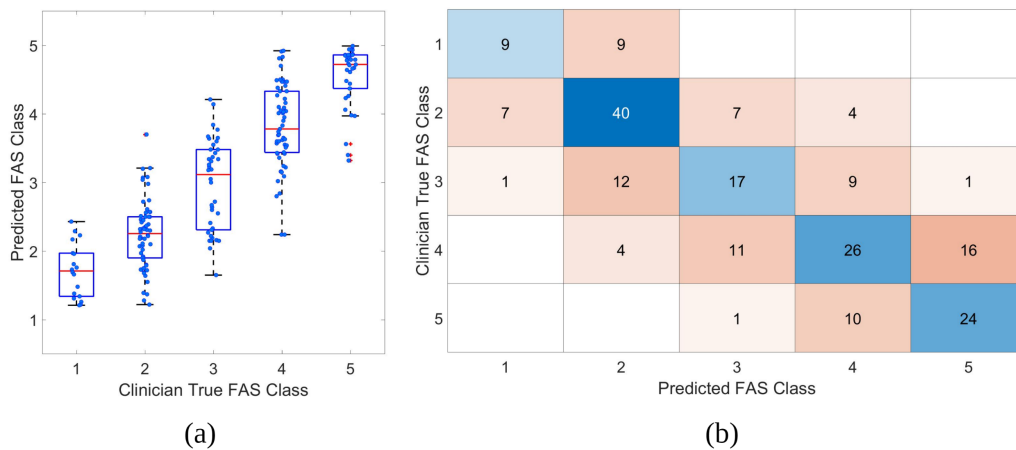 5
4
3
2
1
Predicted FAS Class
1 2 3 4 5
Clinician True FAS Class
(a)
Clinician True FAS Class
1 9 9
2 7 40 7 4
3 1 12 17 9 1
4 4 11 26 16
5 1 10 24
1 2 3 4 5
Predicted FAS Class
(b)